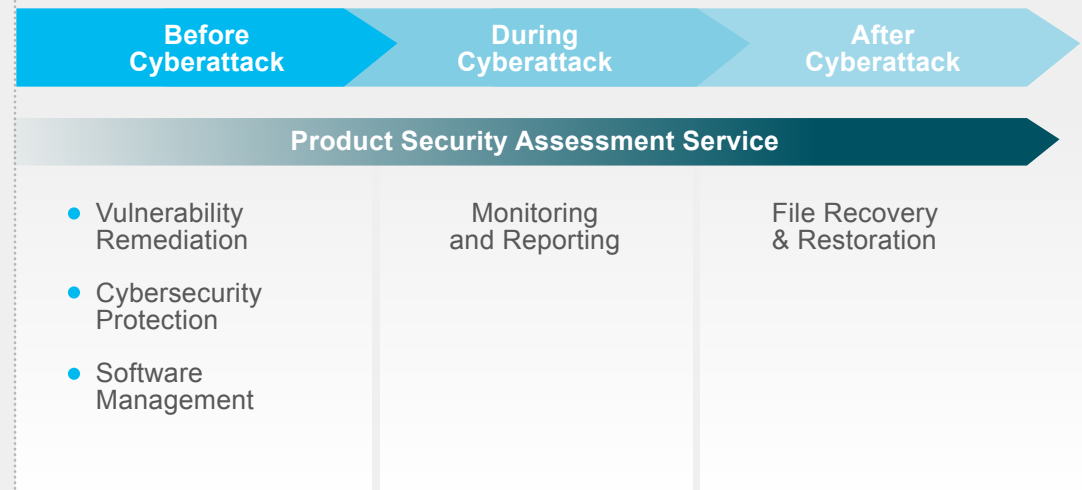 Before
Cyberattack
During
Cyberattack
After
Cyberattack
Product Security Assessment Service
Vulnerability
Remediation
Cybersecurity
Protection
Software
Management
Monitoring
and Reporting
File Recovery
& Restoration